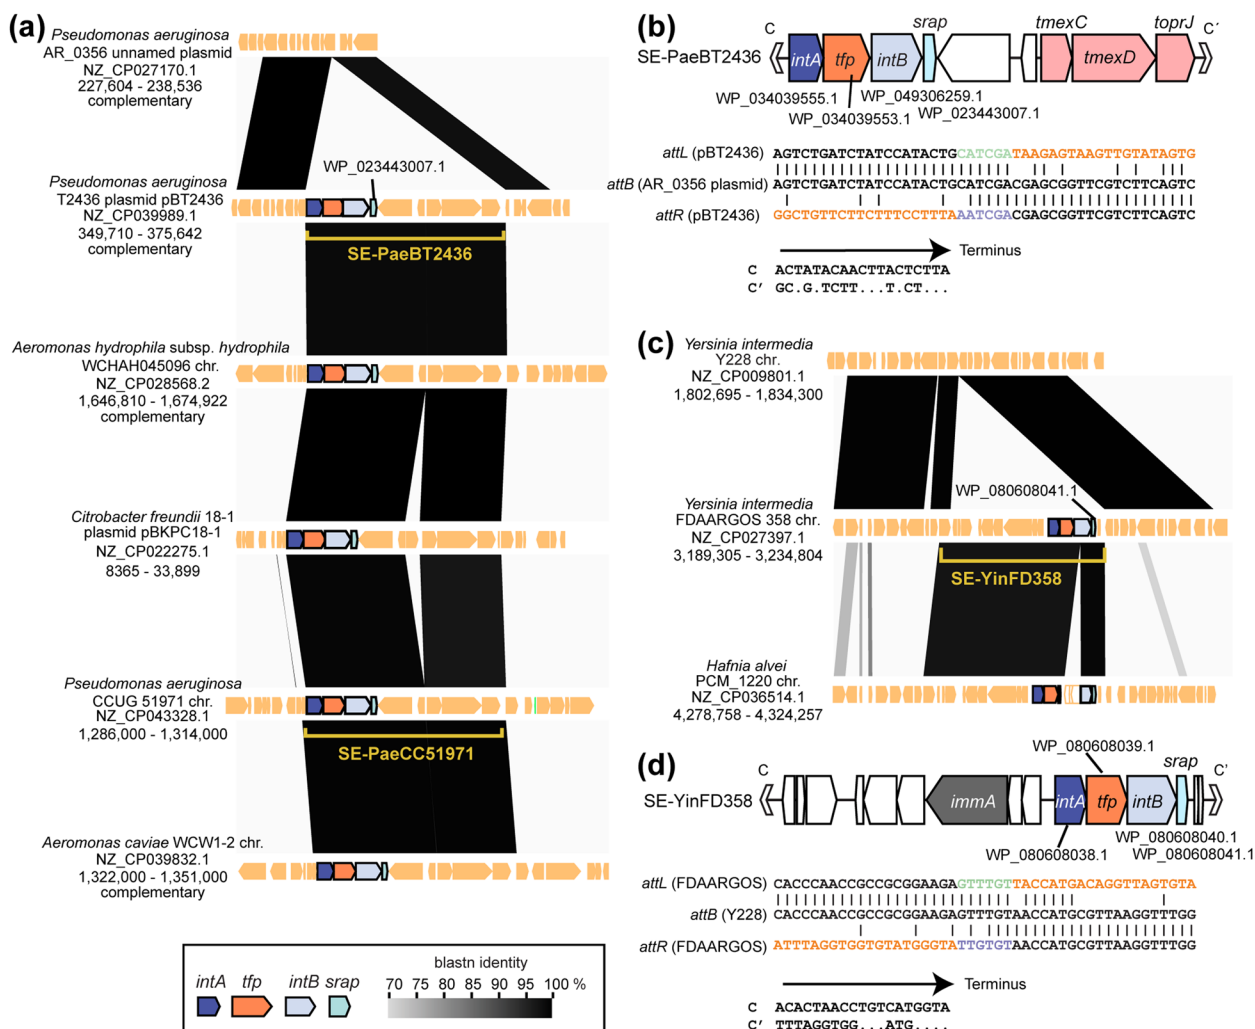 (a)
Pseudomonas aeruginosa
AR_0356 unnamed plasmid
NZ_CP027170.1
227,604 - 238,536
complementary
WP_023443007.1
Pseudomonas aeruginosa
T2436 plasmid pBT2436
NZ_CP039989.1
349,710 - 375,642
complementary
SE-PaeBT2436
Aeromonas hydrophila subsp. hydrophila
WCHAH045096 chr.
NZ_CP028568.2
1,646,810 - 1,674,922
complementary
Citrobacter freundii 18-1
plasmid pBKPC18-1
NZ_CP022275.1
8365 - 33,899
Pseudomonas aeruginosa
CCUG 51971 chr.
NZ_CP043328.1
1,286,000 - 1,314,000
SE-PaeCC51971
Aeromonas caviae WCW1-2 chr.
NZ_CP039832.1
1,322,000 - 1,351,000
complementary
intA tfp intB srap
blastn identity
70 75 80 85 90 95 100 %
(b)
C srap tmexC toprJ C′
SE-PaeBT2436 intA tfp intB tmexD
WP_034039555.1 WP_049306259.1
WP_034039553.1 WP_023443007.1
attL (pBT2436) AGTCTGATCTATCCATACTGCATCGATAAGAGTAAGTTGTATAGTG
attB (AR_0356 plasmid) AGTCTGATCTATCCATACTGCATCGACGAGCGGTTCGTCTTCAGTC
attR (pBT2436) GGCTGTTCTTCTTTCCTTTAAATCGACGAGCGGTTCGTCTTCAGTC
Terminus
C ACTATACAACTTACTCTTA
C′ GC.G.TCTT...T.CT...
(c)
Yersinia intermedia
Y228 chr.
NZ_CP009801.1
1,802,695 - 1,834,300
WP_080608041.1
Yersinia intermedia
FDAARGOS 358 chr.
NZ_CP027397.1
3,189,305 - 3,234,804
SE-YinFD358
Hafnia alvei
PCM_1220 chr.
NZ_CP036514.1
4,278,758 - 4,324,257
(d)
WP_080608039.1
C srap C′
SE-YinFD358 immA intA tfp intB
WP_080608040.1
WP_080608038.1 WP_080608041.1
attL (FDAARGOS) CACCCAACCGCCGCGGAAGAGTTTGTTACCATGACAGGTTAGTGTA
attB (Y228) CACCCAACCGCCGCGGAAGAGTTTGTAACCATGCGTTAAGGTTTGG
attR (FDAARGOS) ATTTAGGTGGTGTATGGGTATTGTGTAACCATGCGTTAAGGTTTGG
Terminus
C ACACTAACCTGTCATGGTA
C′ TTTAGGTGG...ATG....